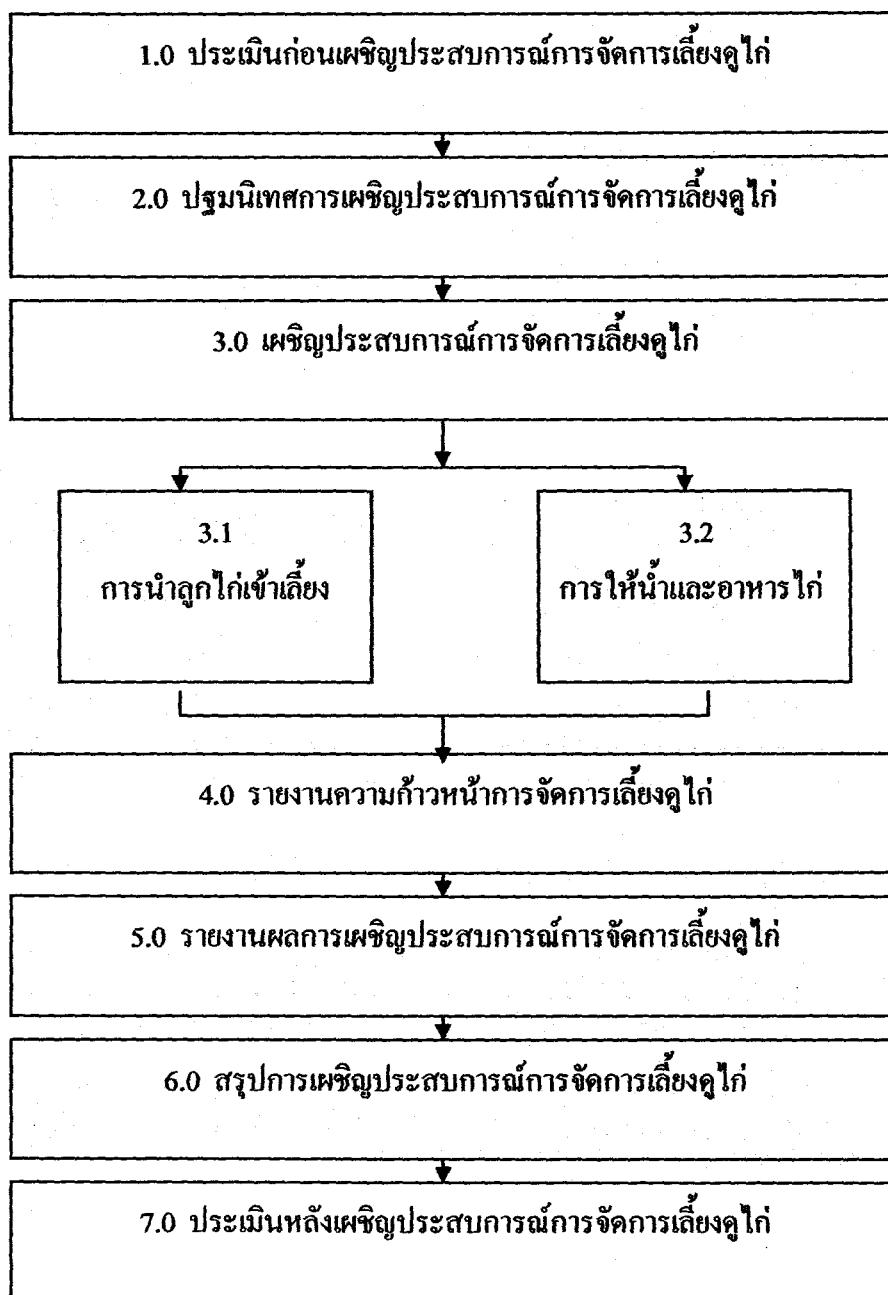 1.0 ประเมินก่อนเผชิญประสบการณ์การจัดการเลี้ยงดูไก่
2.0 ปฐมนิเทศการเผชิญประสบการณ์การจัดการเลี้ยงดูไก่
3.0 เผชิญประสบการณ์การจัดการเลี้ยงดูไก่
3.1
การนำลูกไก่เข้าเลี้ยง
3.2
การให้น้ำและอาหารไก่
4.0 รายงานความก้าวหน้าการจัดการเลี้ยงดูไก่
5.0 รายงานผลการเผชิญประสบการณ์การจัดการเลี้ยงดูไก่
6.0 สรุปการเผชิญประสบการณ์การจัดการเลี้ยงดูไก่
7.0 ประเมินหลังเผชิญประสบการณ์การจัดการเลี้ยงดูไก่